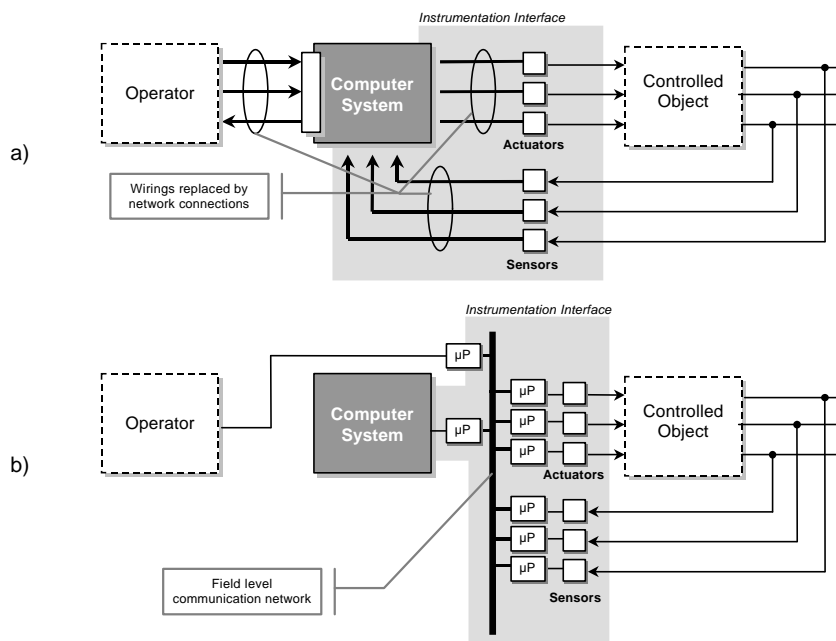 Instrumentation Interface
Operator
Computer
System
Controlled
Object
a)
Actuators
Wirings replaced by
network connections
Sensors
Instrumentation Interface
µP
Operator
Computer
System
µP
µP
µP
µP
Controlled
Object
b)
Actuators
µP
µP
µP
Field level
communication network
Sensors